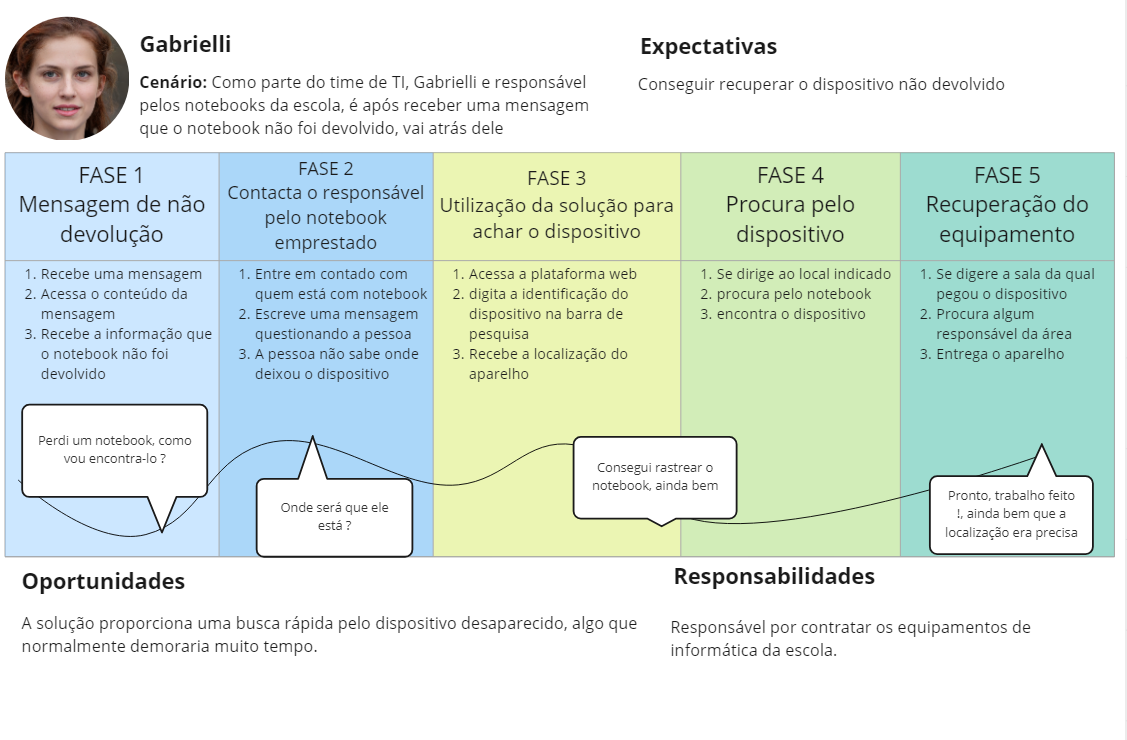 Gabrielli
Cenário: Como parte do time de TI, Gabrielli e responsável
pelos notebooks da escola, é após receber uma mensagem
que o notebook não foi devolvido, vai atrás dele
Expectativas
Conseguir recuperar o dispositivo não devolvido
FASE 1
Mensagem de não
devolução
FASE 2
Contacta o responsável
pelo notebook
emprestado
FASE 3
Utilização da solução para
achar o dispositivo
FASE 4
Procura pelo
dispositivo
FASE 5
Recuperação do
equipamento
1. Recebe uma mensagem
2. Acessa o conteúdo da
mensagem
3. Recebe a informação que
o notebook não foi
devolvido
1. Entre em contado com
quem está com notebook
2. Escreve uma mensagem
questionando a pessoa
3. A pessoa não sabe onde
deixou o dispositivo
1. Acessa a plataforma web
2. digita a identificação do
dispositivo na barra de
pesquisa
3. Recebe a localização do
aparelho
1. Se dirige ao local indicado
2. procura pelo notebook
3. encontra o dispositivo
1. Se digere a sala da qual
pegou o dispositivo
2. Procura algum
responsável da área
3. Entrega o aparelho
Perdi um notebook, como
vou encontra-lo ?
Onde será que ele
está ?
Consegui rastrear o
notebook, ainda bem
Pronto, trabalho feito
!, ainda bem que a
localização era precisa
Oportunidades
A solução proporciona uma busca rápida pelo dispositivo desaparecido, algo que
normalmente demoraria muito tempo.
Responsabilidades
Responsável por contratar os equipamentos de
informática da escola.